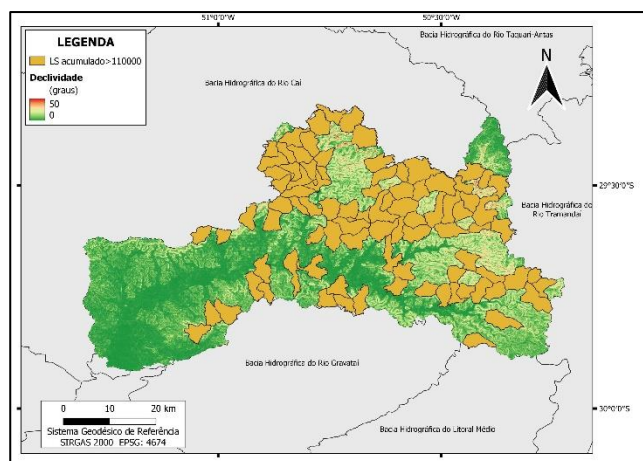 51°0'0"W
50°30'0"W
LEGENDA
LS acumulado>110000
Declividade
(graus)
50
0
Bacia Hidrográfica do Rio Taquari-Antas
Bacia Hidrográfica do Rio Caí
N
29°30'0"S
Bacia Hidrográfica do
Rio Tramandaí
Bacia Hidrográfica do Rio Gravataí
0 10 20 km
Sistema Geodésico de Referência
SIRGAS 2000 EPSG: 4674
30°0'0"S
Bacia Hidrográfica do Litoral Médio